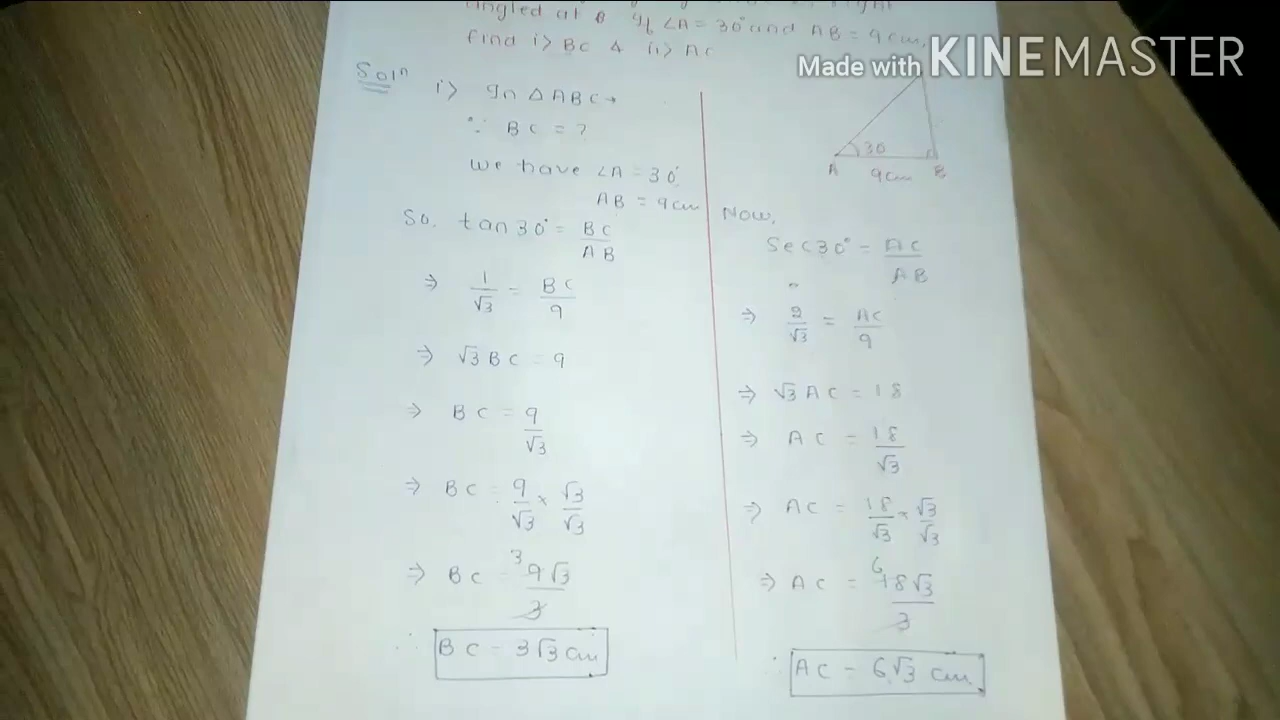 angled at B If ∠A = 30° and AB = 9cm,
find i> BC & ii> AC
Made with KINEMASTER
Soln
i> In △ABC→
∵ BC = ?
we have ∠A = 30°,
AB = 9cm
So. tan30° = BC/AB
⇒ 1/√3 = BC/9
⇒ √3 BC = 9
⇒ BC = 9/√3
⇒ BC = 9/√3 × √3/√3
⇒ BC = 3 9√3/3
∴ BC = 3√3 cm
30
A 9cm B
Now,
Sec30° = AC/AB
⇒ 2/√3 = AC/9
⇒ √3 AC = 18
⇒ AC = 18/√3
⇒ AC = 18/√3 × √3/√3
⇒ AC = 6 18√3/3
∴ AC = 6√3 cm